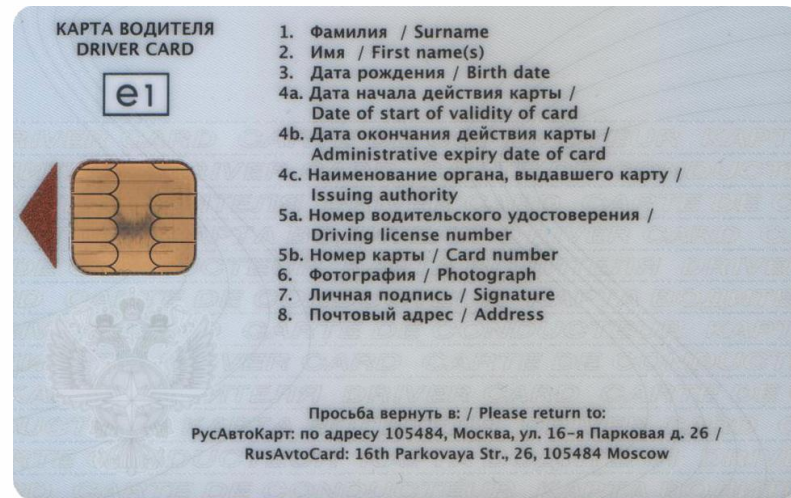 КАРТА ВОДИТЕЛЯ
DRIVER CARD
e1
1. Фамилия / Surname
2. Имя / First name(s)
3. Дата рождения / Birth date
4a. Дата начала действия карты /
Date of start of validity of card
4b. Дата окончания действия карты /
Administrative expiry date of card
4c. Наименование органа, выдавшего карту /
Issuing authority
5a. Номер водительского удостоверения /
Driving license number
5b. Номер карты / Card number
6. Фотография / Photograph
7. Личная подпись / Signature
8. Почтовый адрес / Address
Просьба вернуть в: / Please return to:
РусАвтоКарт: по адресу 105484, Москва, ул. 16-я Парковая д. 26 /
RusAvtoCard: 16th Parkovaya Str., 26, 105484 Moscow